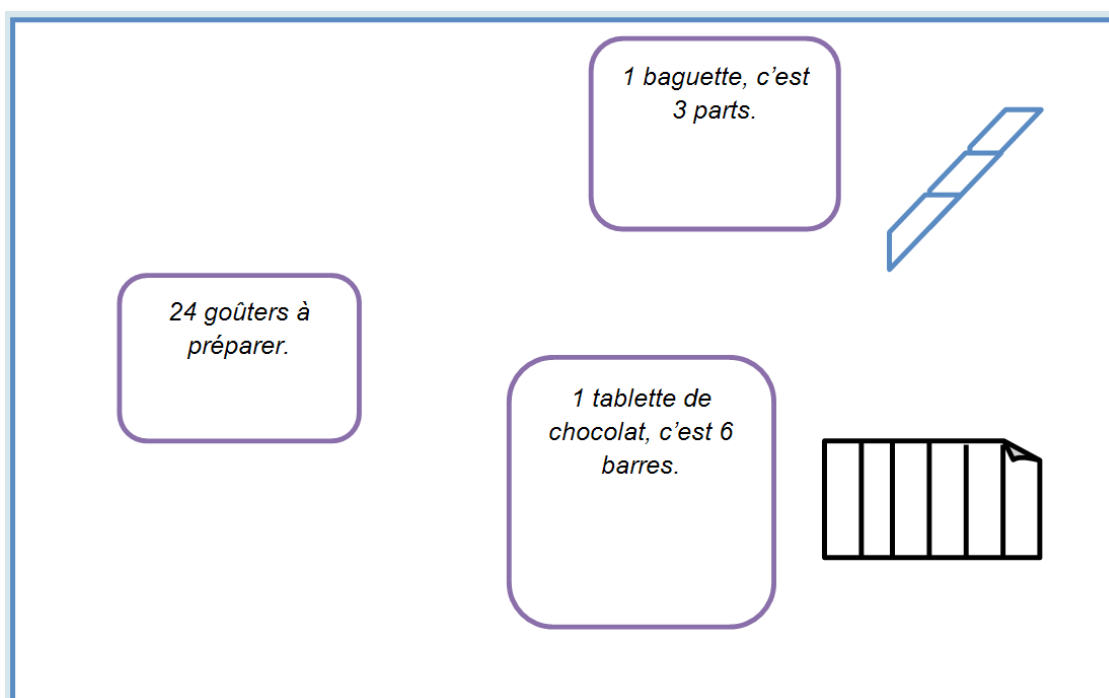 1 baguette, c’est
3 parts.
24 goûters à
préparer.
1 tablette de
chocolat, c’est 6
barres.